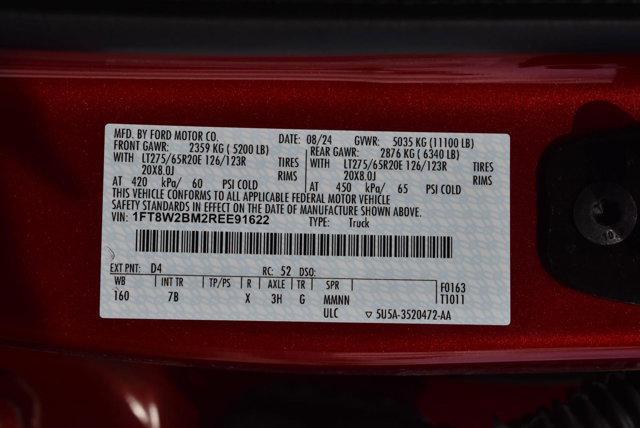 MFD. BY FORD MOTOR CO. DATE: 08/24 GVWR: 5035 KG (11100 LB)
FRONT GAWR: 2359 KG ( 5200 LB) REAR GAWR: 2876 KG ( 6340 LB)
WITH LT275/65R20E 126/123R TIRES WITH LT275/65R20E 126/123R TIRES
20X8.0J RIMS 20X8.0J RIMS
AT 420 kPa/ 60 PSI COLD AT 450 kPa/ 65 PSI COLD
THIS VEHICLE CONFORMS TO ALL APPLICABLE FEDERAL MOTOR VEHICLE
SAFETY STANDARDS IN EFFECT ON THE DATE OF MANUFACTURE SHOWN ABOVE.
VIN: 1FT8W2BM2REE91622 TYPE: Truck
EXT PNT: D4 RC: 52 DSO: F0163
WB INT TR TP/PS R AXLE TR SPR T1011
160 7B X 3H G MMNN
ULC ▽ 5U5A-3520472-AA